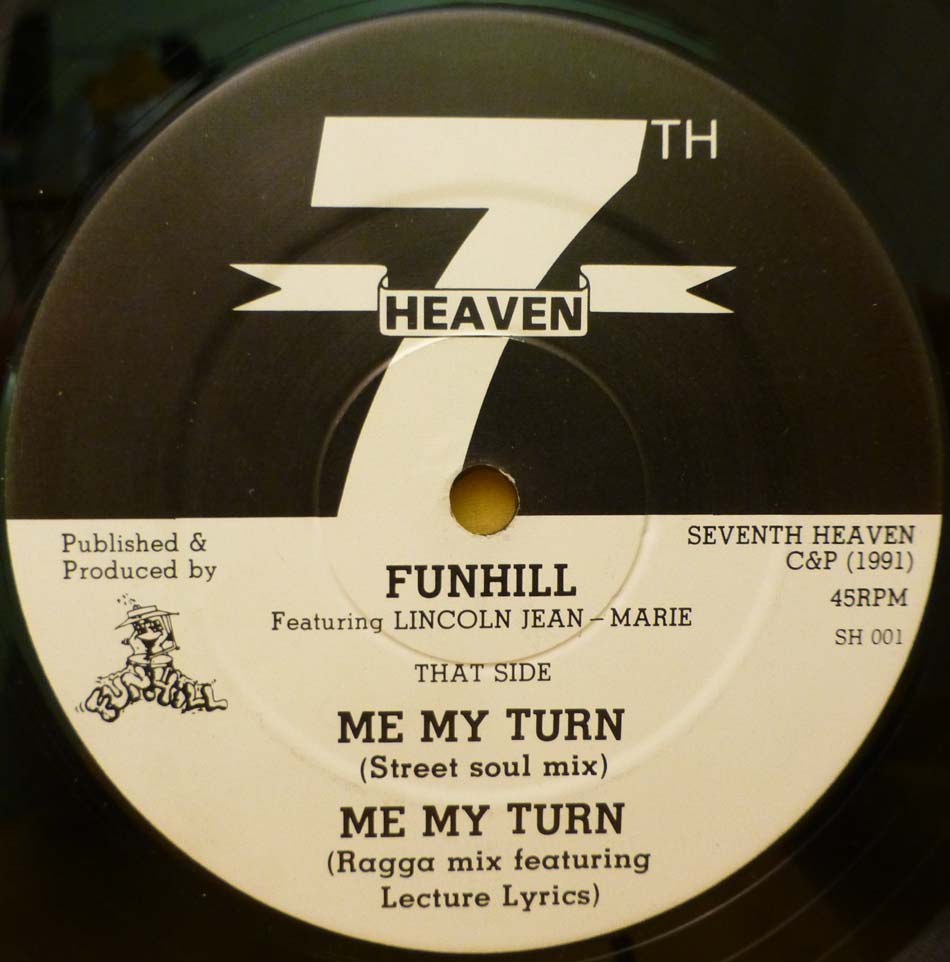 7TH
HEAVEN
Published &
Produced by
FUNHILL
SEVENTH HEAVEN
C&P (1991)
45RPM
SH 001
FUNHILL
Featuring LINCOLN JEAN – MARIE
THAT SIDE
ME MY TURN
(Street soul mix)
ME MY TURN
(Ragga mix featuring
Lecture Lyrics)